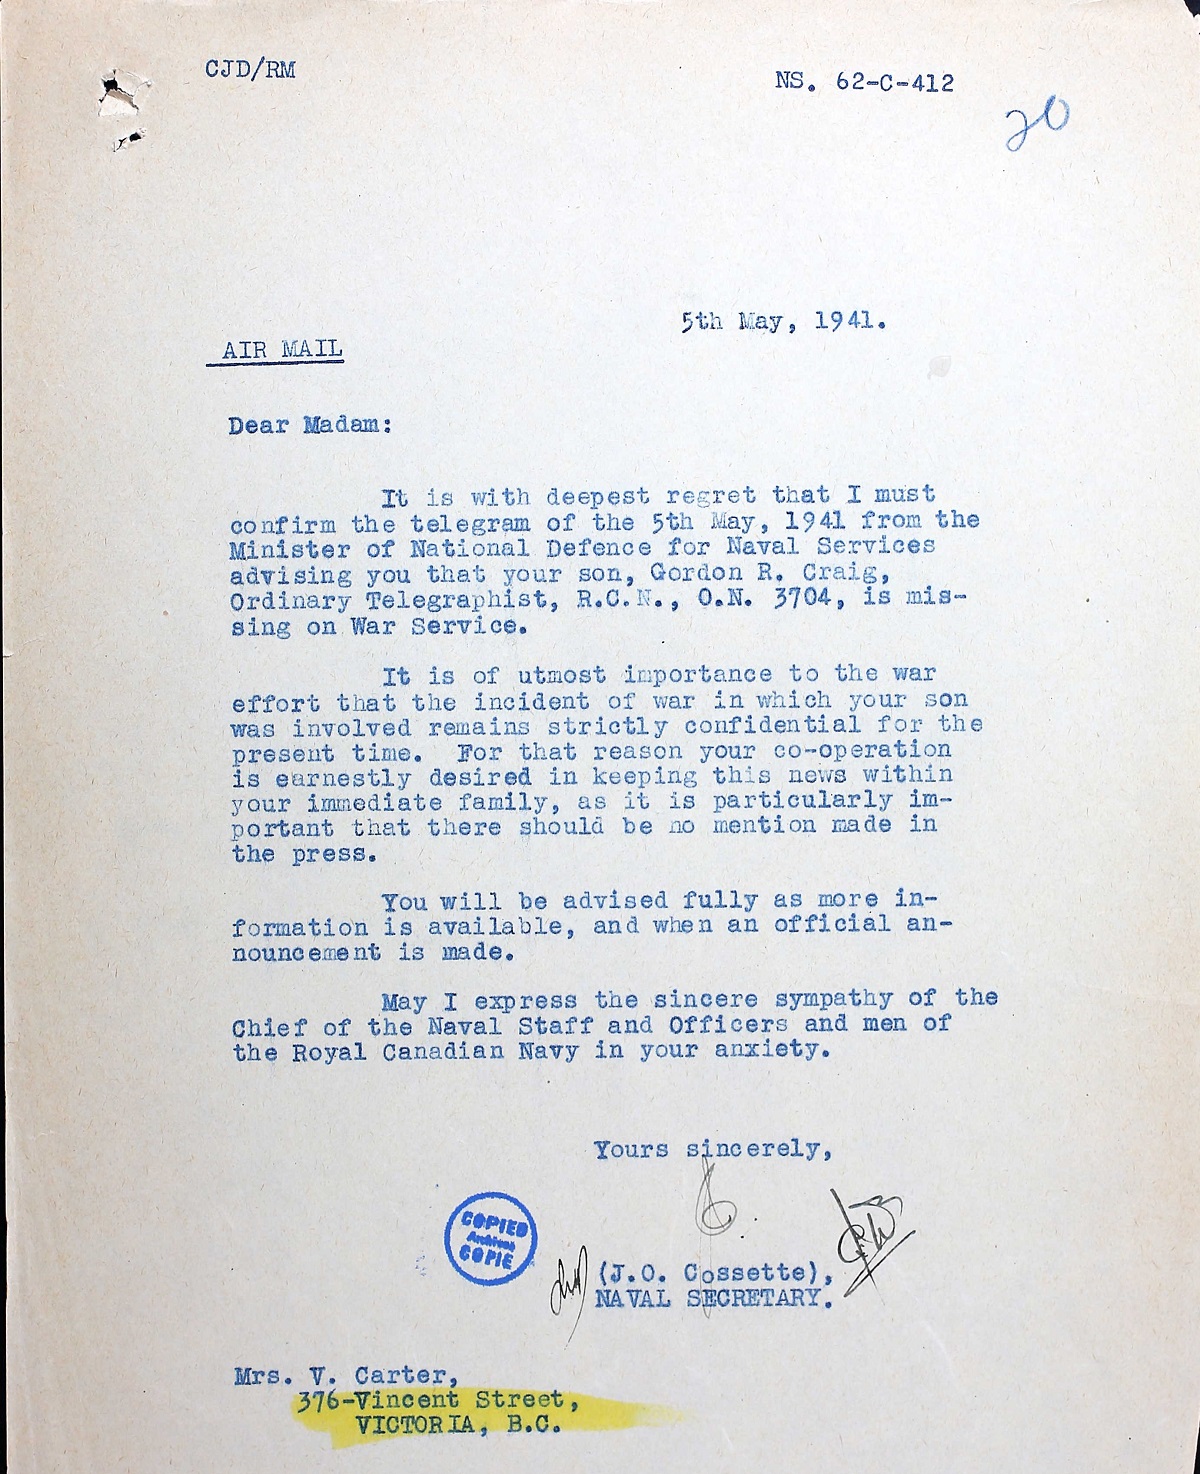 CJD/RM
NS. 62-C-412
20
5th May, 1941.
AIR MAIL
Dear Madam:
It is with deepest regret that I must
confirm the telegram of the 5th May, 1941 from the
Minister of National Defence for Naval Services
advising you that your son, Gordon R. Craig,
Ordinary Telegraphist, R.C.N., O.N. 3704, is mis-
sing on War Service.
It is of utmost importance to the war
effort that the incident of war in which your son
was involved remains strictly confidential for the
present time. For that reason your co-operation
is earnestly desired in keeping this news within
your immediate family, as it is particularly im-
portant that there should be no mention made in
the press.
You will be advised fully as more in-
formation is available, and when an official an-
nouncement is made.
May I express the sincere sympathy of the
Chief of the Naval Staff and Officers and men of
the Royal Canadian Navy in your anxiety.
Yours sincerely,
COPIED
COPIE
(J.O. Cossette),
NAVAL SECRETARY.
Mrs. V. Carter,
376-Vincent Street,
VICTORIA, B.C.